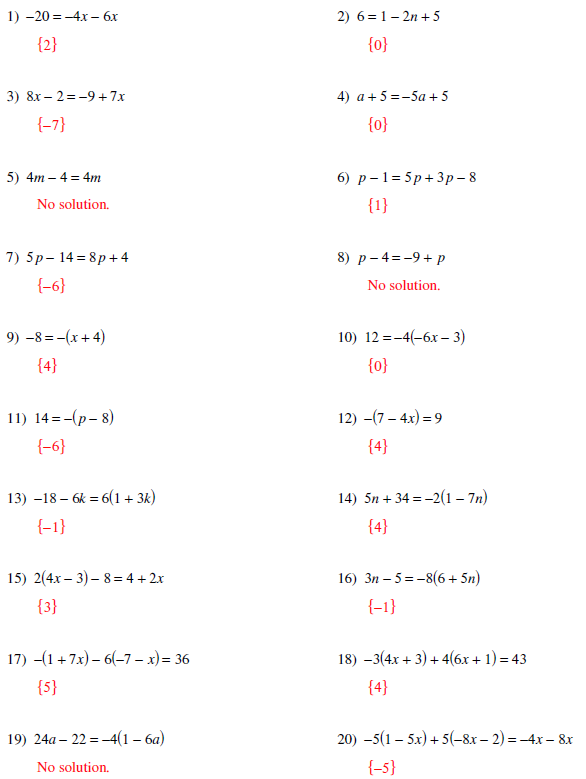 1) –20 = –4x – 6x
{2}
2) 6 = 1 – 2n + 5
{0}
3) 8x – 2 = –9 + 7x
{–7}
4) a + 5 = –5a + 5
{0}
5) 4m – 4 = 4m
No solution.
6) p – 1 = 5p + 3p – 8
{1}
7) 5p – 14 = 8p + 4
{–6}
8) p – 4 = –9 + p
No solution.
9) –8 = –(x + 4)
{4}
10) 12 = –4(–6x – 3)
{0}
11) 14 = –(p – 8)
{–6}
12) –(7 – 4x) = 9
{4}
13) –18 – 6k = 6(1 + 3k)
{–1}
14) 5n + 34 = –2(1 – 7n)
{4}
15) 2(4x – 3) – 8 = 4 + 2x
{3}
16) 3n – 5 = –8(6 + 5n)
{–1}
17) –(1 + 7x) – 6(–7 – x) = 36
{5}
18) –3(4x + 3) + 4(6x + 1) = 43
{4}
19) 24a – 22 = –4(1 – 6a)
No solution.
20) –5(1 – 5x) + 5(–8x – 2) = –4x – 8x
{–5}